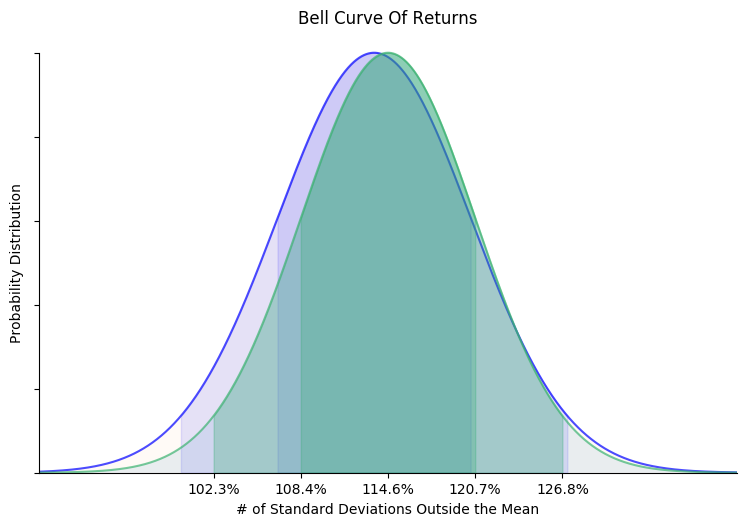 Bell Curve Of Returns
Probability Distribution
102.3% 108.4% 114.6% 120.7% 126.8%
# of Standard Deviations Outside the Mean